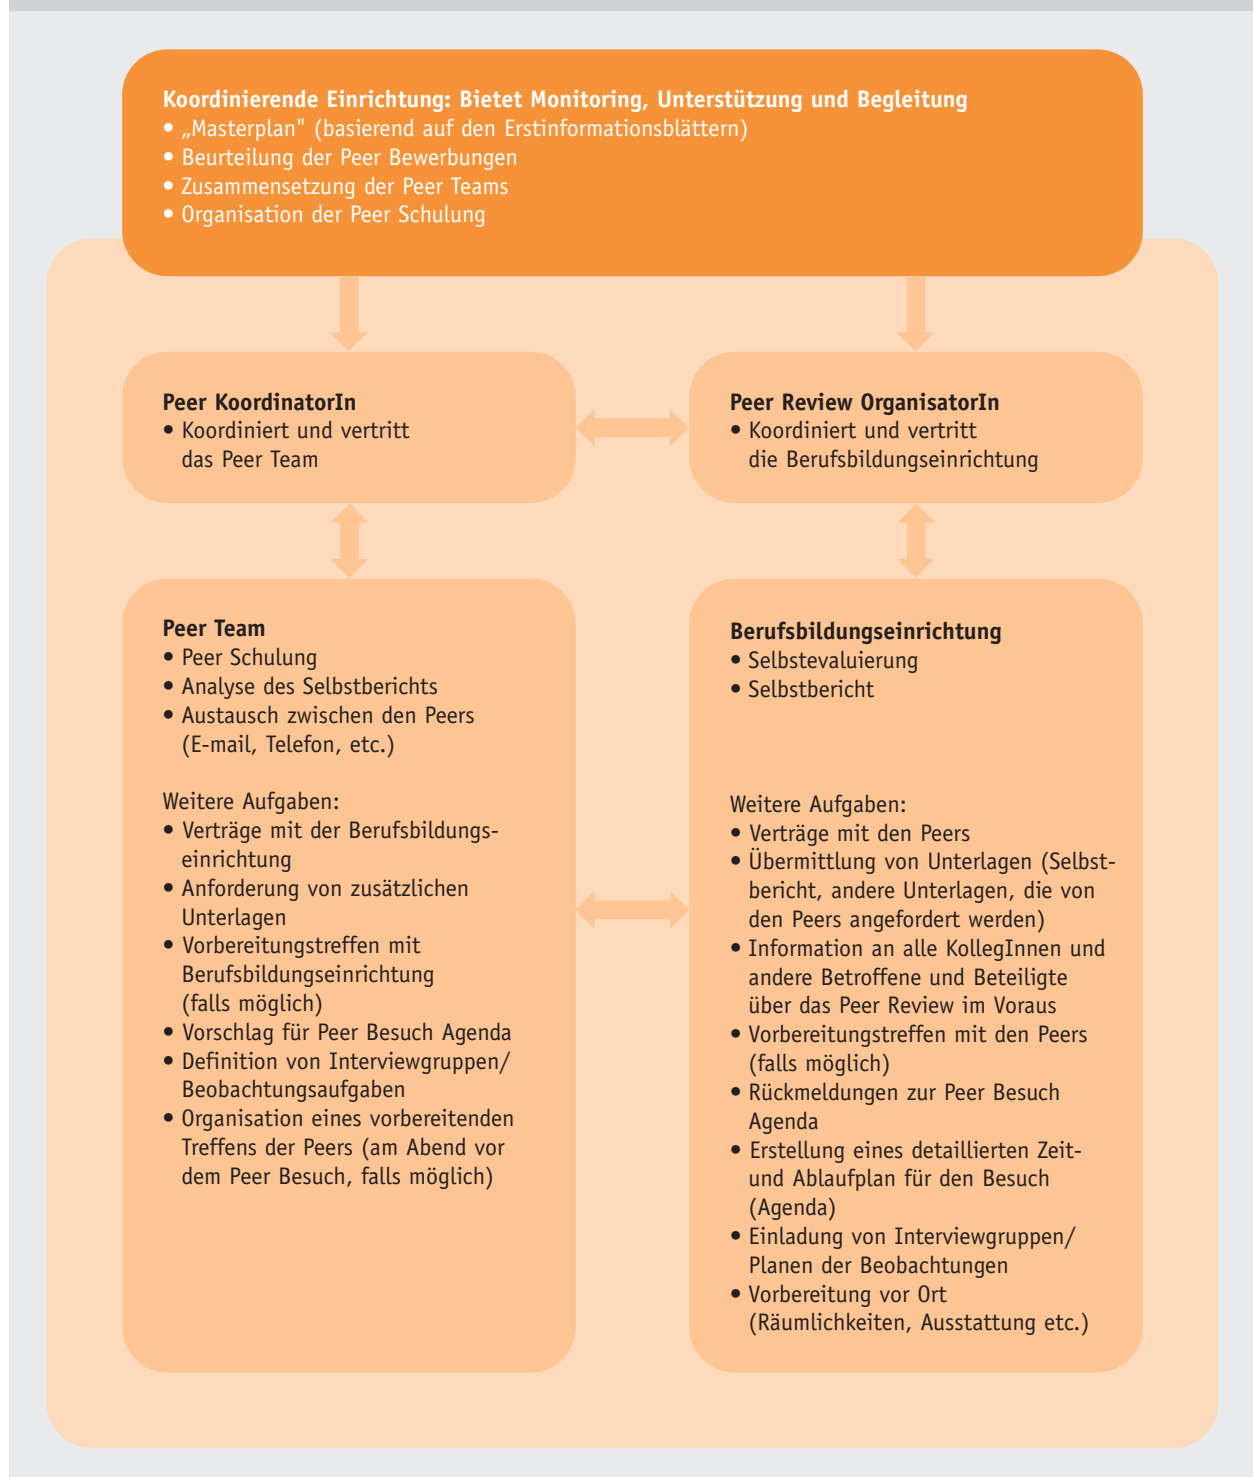 Koordinierende Einrichtung: Bietet Monitoring, Unterstützung und Begleitung
• „Masterplan" (basierend auf den Erstinformationsblättern)
• Beurteilung der Peer Bewerbungen
• Zusammensetzung der Peer Teams
• Organisation der Peer Schulung
Peer KoordinatorIn
• Koordiniert und vertritt
das Peer Team
Peer Review OrganisatorIn
• Koordiniert und vertritt
die Berufsbildungseinrichtung
Peer Team
• Peer Schulung
• Analyse des Selbstberichts
• Austausch zwischen den Peers
(E-mail, Telefon, etc.)
Weitere Aufgaben:
• Verträge mit der Berufsbildungs-
einrichtung
• Anforderung von zusätzlichen
Unterlagen
• Vorbereitungstreffen mit
Berufsbildungseinrichtung
(falls möglich)
• Vorschlag für Peer Besuch Agenda
• Definition von Interviewgruppen/
Beobachtungsaufgaben
• Organisation eines vorbereitenden
Treffens der Peers (am Abend vor
dem Peer Besuch, falls möglich)
Berufsbildungseinrichtung
• Selbstevaluierung
• Selbstbericht
Weitere Aufgaben:
• Verträge mit den Peers
• Übermittlung von Unterlagen (Selbst-
bericht, andere Unterlagen, die von
den Peers angefordert werden)
• Information an alle KollegInnen und
andere Betroffene und Beteiligte
über das Peer Review im Voraus
• Vorbereitungstreffen mit den Peers
(falls möglich)
• Rückmeldungen zur Peer Besuch
Agenda
• Erstellung eines detaillierten Zeit-
und Ablaufplan für den Besuch
(Agenda)
• Einladung von Interviewgruppen/
Planen der Beobachtungen
• Vorbereitung vor Ort
(Räumlichkeiten, Ausstattung etc.)